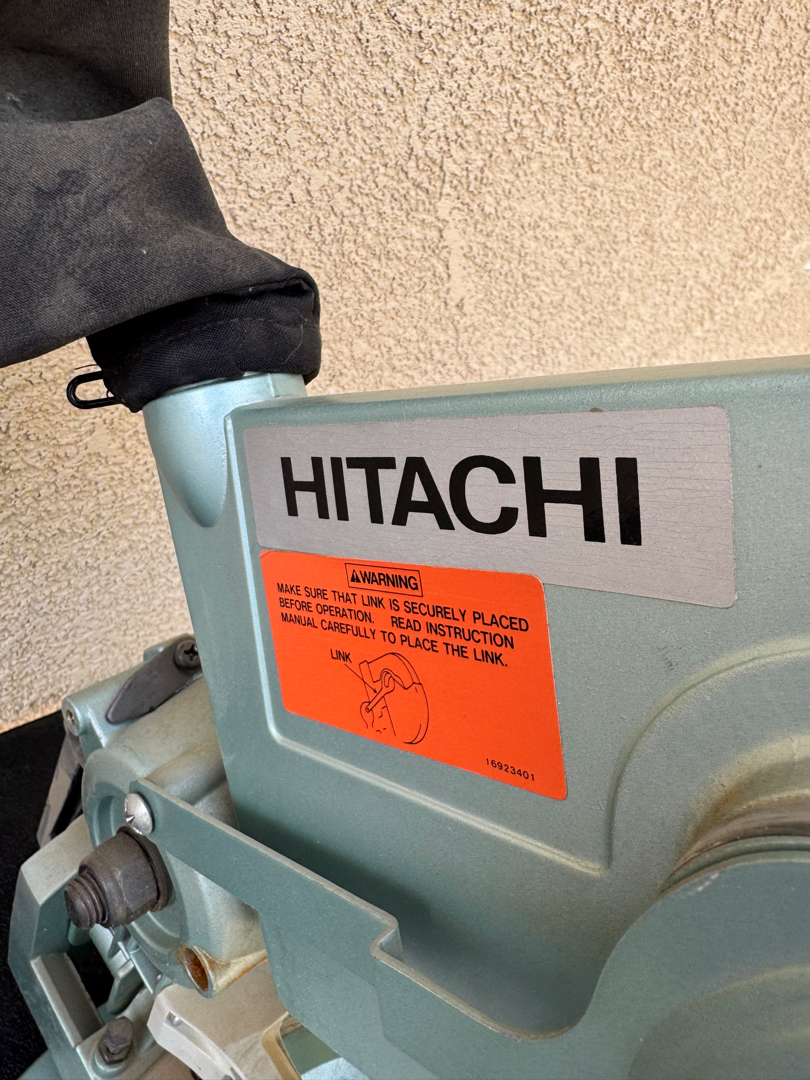 HITACHI
⚠WARNING
MAKE SURE THAT LINK IS SECURELY PLACED
BEFORE OPERATION. READ INSTRUCTION
MANUAL CAREFULLY TO PLACE THE LINK.
LINK
16923401